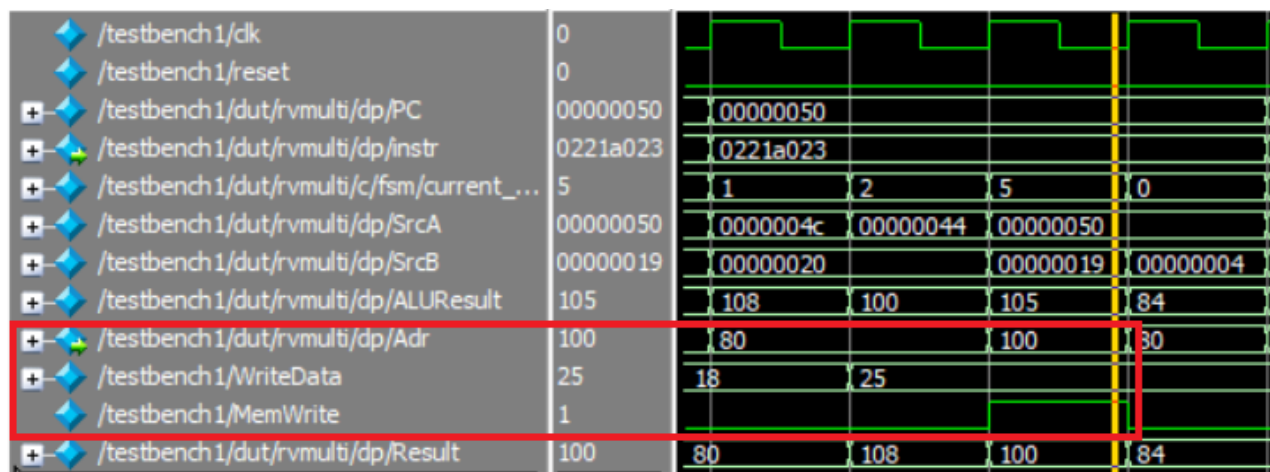 /testbench1/clk 0
/testbench1/reset 0
/testbench1/dut/rvmulti/dp/PC 00000050 00000050
/testbench1/dut/rvmulti/dp/instr 0221a023 0221a023
/testbench1/dut/rvmulti/c/fsm/current_... 5 1 2 5 0
/testbench1/dut/rvmulti/dp/SrcA 00000050 0000004c 00000044 00000050
/testbench1/dut/rvmulti/dp/SrcB 00000019 00000020 00000019 00000004
/testbench1/dut/rvmulti/dp/ALUResult 105 108 100 105 84
/testbench1/dut/rvmulti/dp/Adr 100 80 100 80
/testbench1/WriteData 25 18 25
/testbench1/MemWrite 1
/testbench1/dut/rvmulti/dp/Result 100 80 108 100 84